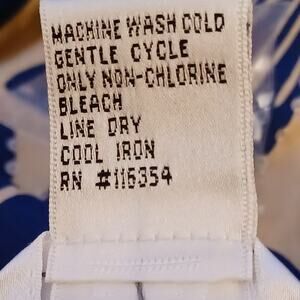 MACHINE WASH COLD
GENTLE CYCLE
ONLY NON-CHLORINE
BLEACH
LINE DRY
COOL IRON
RN #116354